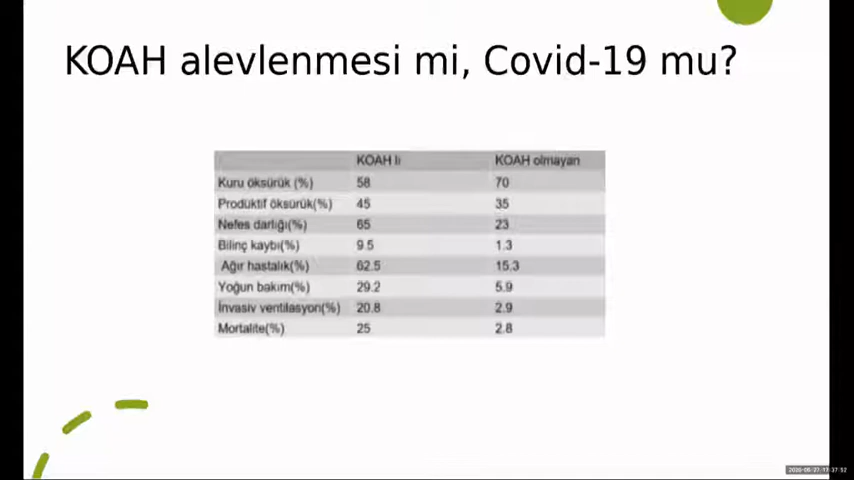 KOAH alevlenmesi mi, Covid-19 mu?
KOAH lı KOAH olmayan
Kuru öksürük (%) 58 70
Prodüktif öksürük(%) 45 35
Nefes darlığı(%) 65 23
Bilinç kaybı(%) 9.5 1.3
Ağır hastalık(%) 62.5 15.3
Yoğun bakım(%) 29.2 5.9
İnvasiv ventilasyon(%) 20.8 2.9
Mortalite(%) 25 2.8